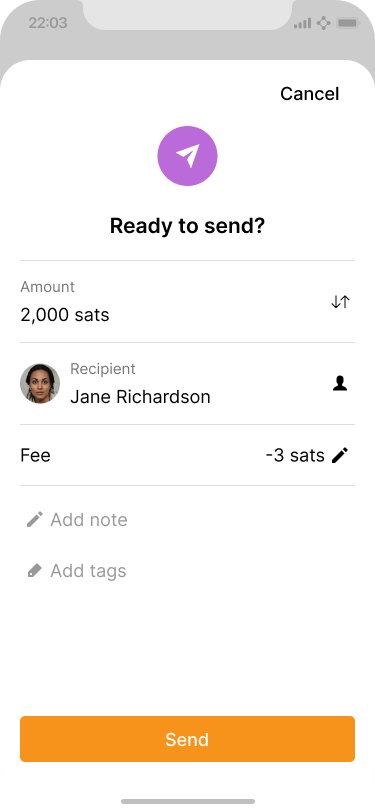 22:03
Cancel
Ready to send?
Amount
2,000 sats
Recipient
Jane Richardson
Fee
-3 sats
Add note
Add tags
Send